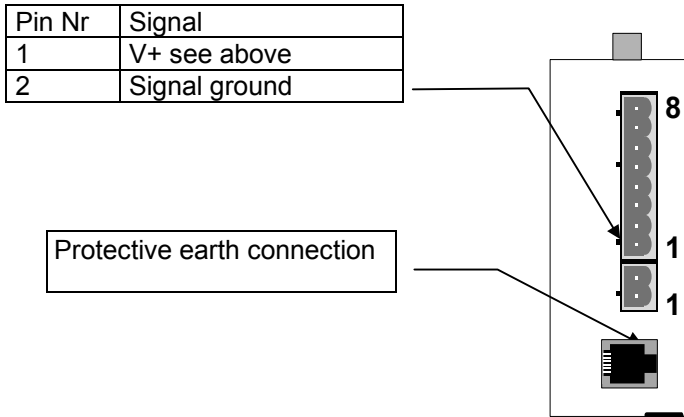 Pin Nr Signal
1 V+ see above
2 Signal ground
8
Protective earth connection
1
1